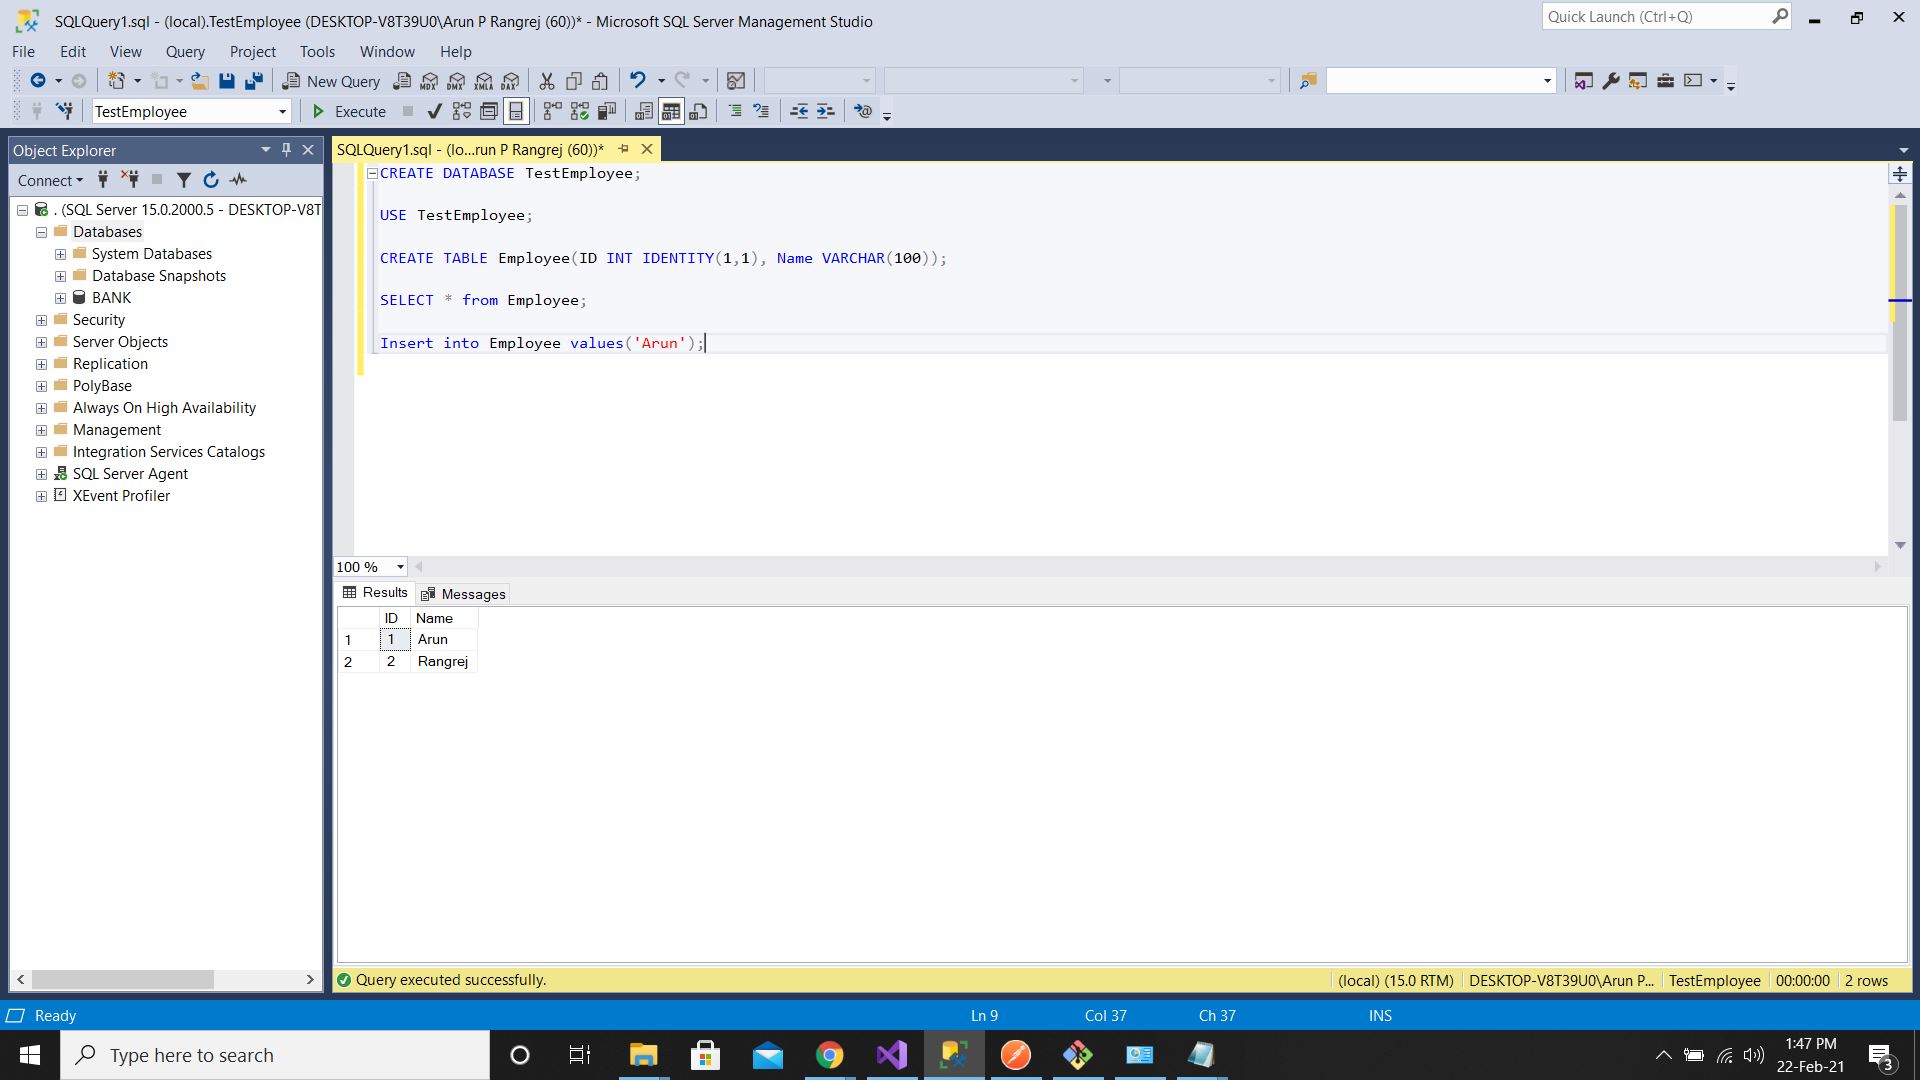 SQLQuery1.sql - (local).TestEmployee (DESKTOP-V8T39U0\Arun P Rangrej (60))* - Microsoft SQL Server Management Studio
Quick Launch (Ctrl+Q)
File Edit View Query Project Tools Window Help
New Query MDX DMX XMLA DAX
TestEmployee Execute
Object Explorer
SQLQuery1.sql - (lo...run P Rangrej (60))*
Connect
. (SQL Server 15.0.2000.5 - DESKTOP-V8T
Databases
System Databases
Database Snapshots
BANK
Security
Server Objects
Replication
PolyBase
Always On High Availability
Management
Integration Services Catalogs
SQL Server Agent
XEvent Profiler
CREATE DATABASE TestEmployee;
USE TestEmployee;
CREATE TABLE Employee(ID INT IDENTITY(1,1), Name VARCHAR(100));
SELECT * from Employee;
Insert into Employee values('Arun');
100 %
Results Messages
ID Name
1 1 Arun
2 2 Rangrej
Query executed successfully.
(local) (15.0 RTM) DESKTOP-V8T39U0\Arun P... TestEmployee 00:00:00 2 rows
Ready Ln 9 Col 37 Ch 37 INS
Type here to search
1:47 PM
22-Feb-21
3